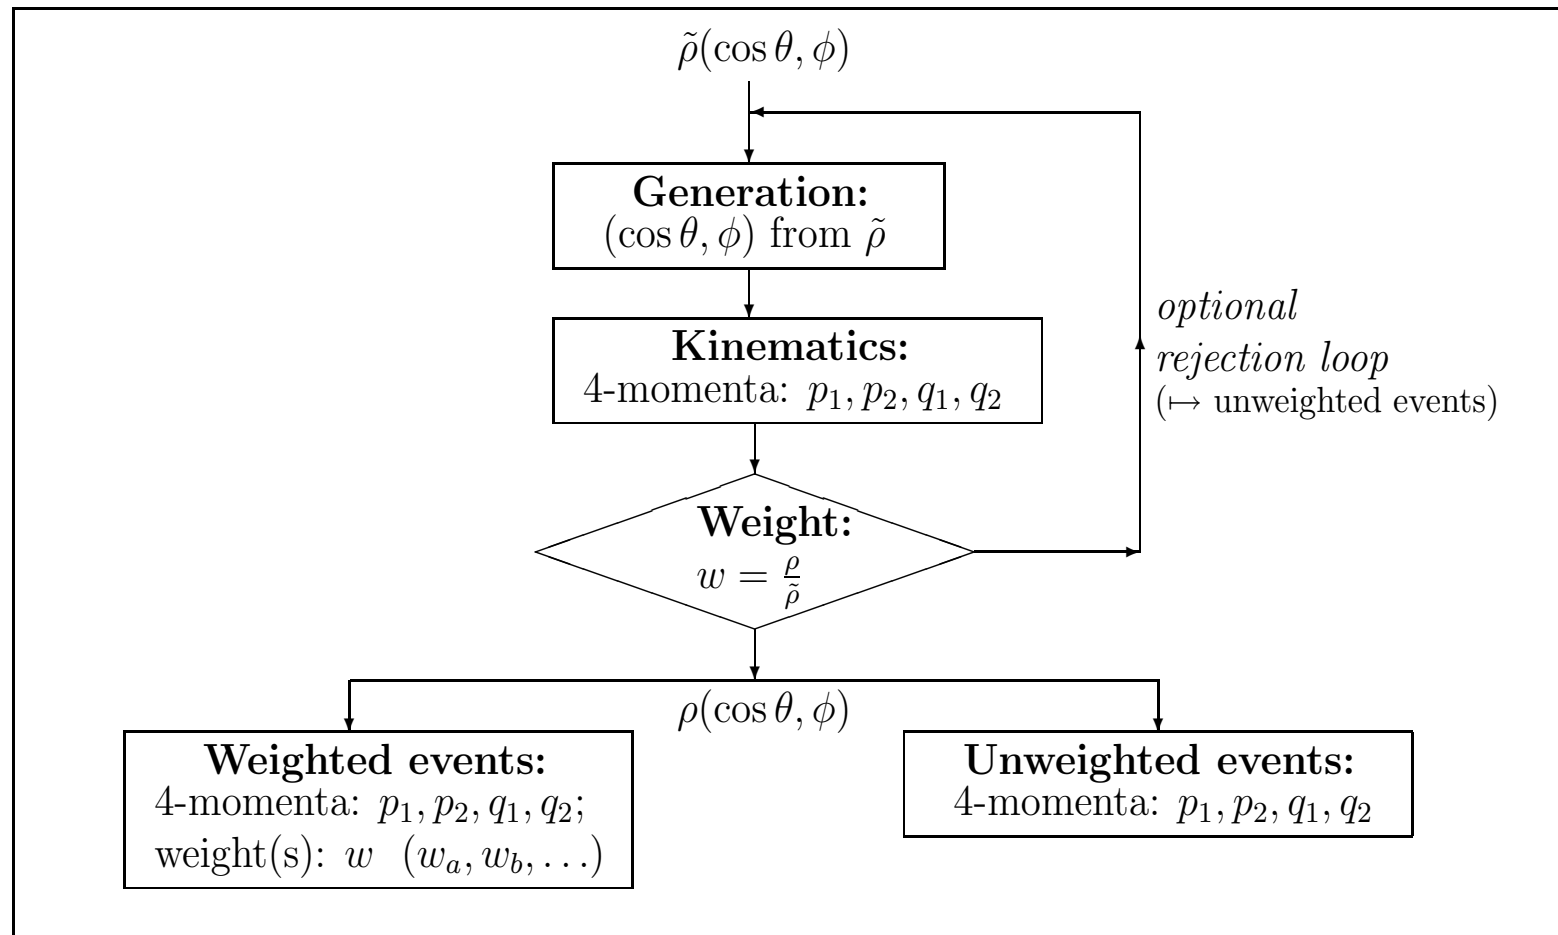 ρ̃(cos θ, ϕ)
Generation:
(cos θ, ϕ) from ρ̃
Kinematics:
4-momenta: p₁, p₂, q₁, q₂
optional
rejection loop
(↦ unweighted events)
Weight:
w = ρ/ρ̃
ρ(cos θ, ϕ)
Weighted events:
4-momenta: p₁, p₂, q₁, q₂;
weight(s): w (wₐ, w_b, . . .)
Unweighted events:
4-momenta: p₁, p₂, q₁, q₂